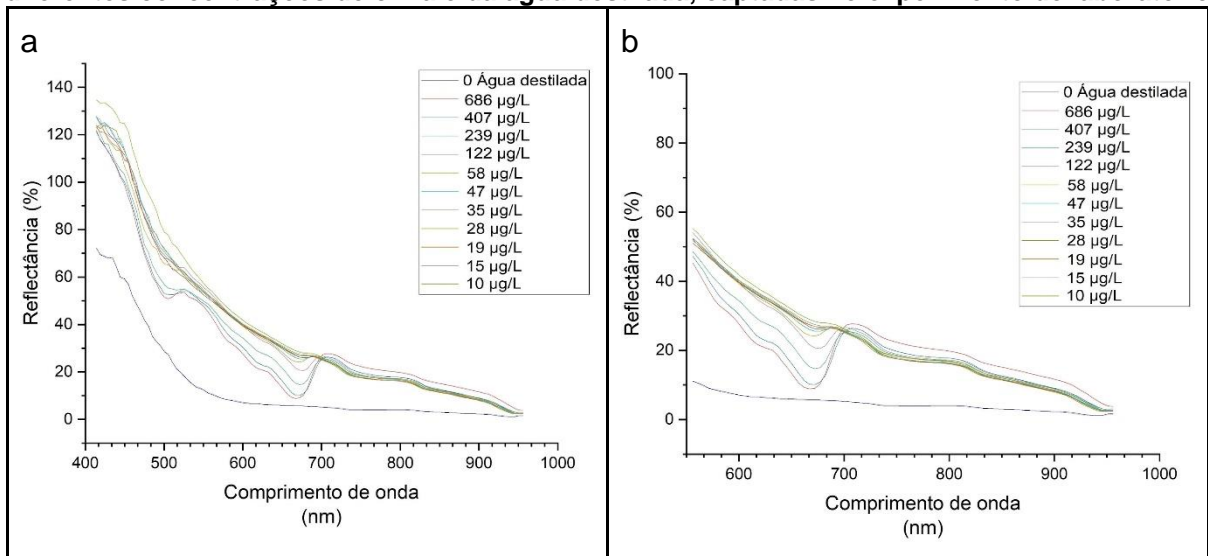 a
140
120
100
80
60
40
20
0
Reflectância (%)
400 500 600 700 800 900 1000
Comprimento de onda
(nm)
0 Água destilada
686 µg/L
407 µg/L
239 µg/L
122 µg/L
58 µg/L
47 µg/L
35 µg/L
28 µg/L
19 µg/L
15 µg/L
10 µg/L
b
100
80
60
40
20
0
Reflectância (%)
600 700 800 900 1000
Comprimento de onda
(nm)
0 Água destilada
686 µg/L
407 µg/L
239 µg/L
122 µg/L
58 µg/L
47 µg/L
35 µg/L
28 µg/L
19 µg/L
15 µg/L
10 µg/L